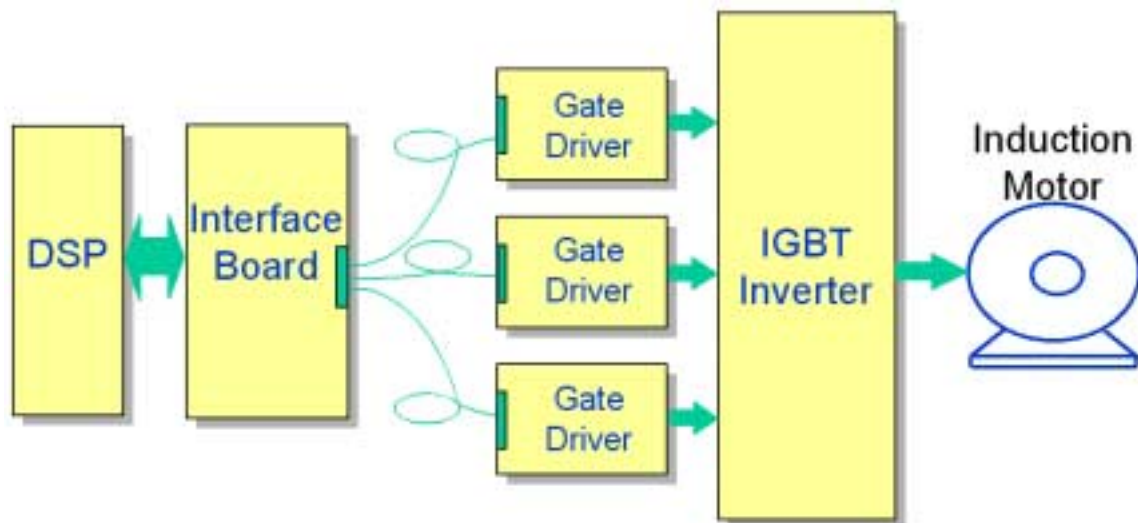 DSP
Interface
Board
Gate
Driver
Gate
Driver
Gate
Driver
IGBT
Inverter
Induction
Motor